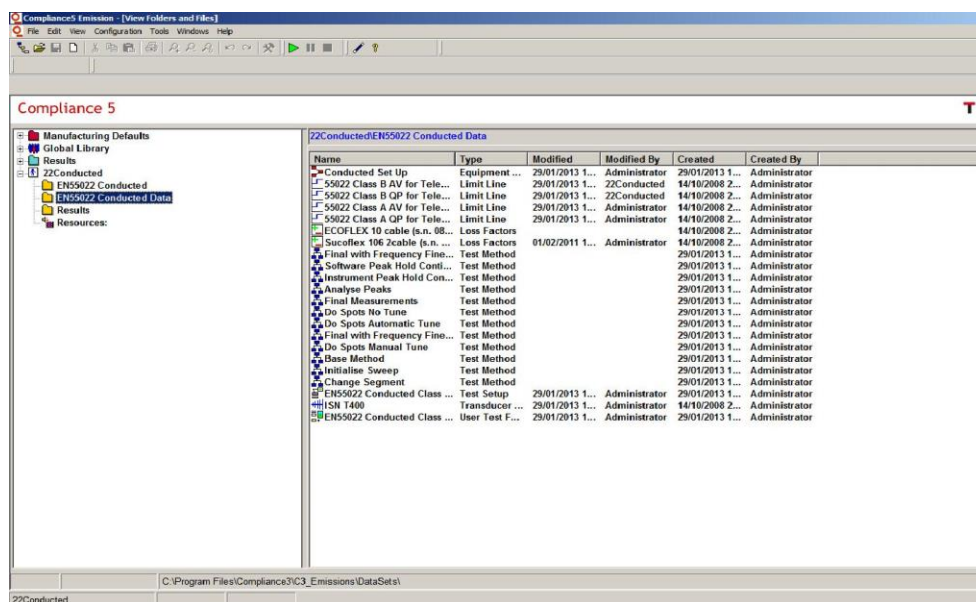 Compliance5 Emission - [View Folders and Files]
File Edit View Configuration Tools Windows Help
Compliance 5
T
Manufacturing Defaults
Global Library
Results
22Conducted
EN55022 Conducted
EN55022 Conducted Data
Results
Resources:
22Conducted\EN55022 Conducted Data
Name Type Modified Modified By Created Created By
Conducted Set Up Equipment ... 29/01/2013 1... Administrator 29/01/2013 1... Administrator
55022 Class B AV for Tele... Limit Line 29/01/2013 1... 22Conducted 14/10/2008 2... Administrator
55022 Class B QP for Tele... Limit Line 29/01/2013 1... 22Conducted 14/10/2008 2... Administrator
55022 Class A AV for Tele... Limit Line 29/01/2013 1... Administrator 14/10/2008 2... Administrator
55022 Class A QP for Tele... Limit Line 29/01/2013 1... Administrator 14/10/2008 2... Administrator
ECOFLEX 10 cable (s.n. 08... Loss Factors 14/10/2008 2... Administrator
Sucoflex 106 2cable (s.n. ... Loss Factors 01/02/2011 1... Administrator 14/10/2008 2... Administrator
Final with Frequency Fine... Test Method 29/01/2013 1... Administrator
Software Peak Hold Conti... Test Method 29/01/2013 1... Administrator
Instrument Peak Hold Con... Test Method 29/01/2013 1... Administrator
Analyse Peaks Test Method 29/01/2013 1... Administrator
Final Measurements Test Method 29/01/2013 1... Administrator
Do Spots No Tune Test Method 29/01/2013 1... Administrator
Do Spots Automatic Tune Test Method 29/01/2013 1... Administrator
Final with Frequency Fine... Test Method 29/01/2013 1... Administrator
Do Spots Manual Tune Test Method 29/01/2013 1... Administrator
Base Method Test Method 29/01/2013 1... Administrator
Initialise Sweep Test Method 29/01/2013 1... Administrator
Change Segment Test Method 29/01/2013 1... Administrator
EN55022 Conducted Class ... Test Setup 29/01/2013 1... Administrator 29/01/2013 1... Administrator
ISN T400 Transducer ... 29/01/2013 1... Administrator 14/10/2008 2... Administrator
EN55022 Conducted Class ... User Test F... 29/01/2013 1... Administrator 29/01/2013 1... Administrator
C:\Program Files\Compliance3\C3_Emissions\DataSets\
22Conducted